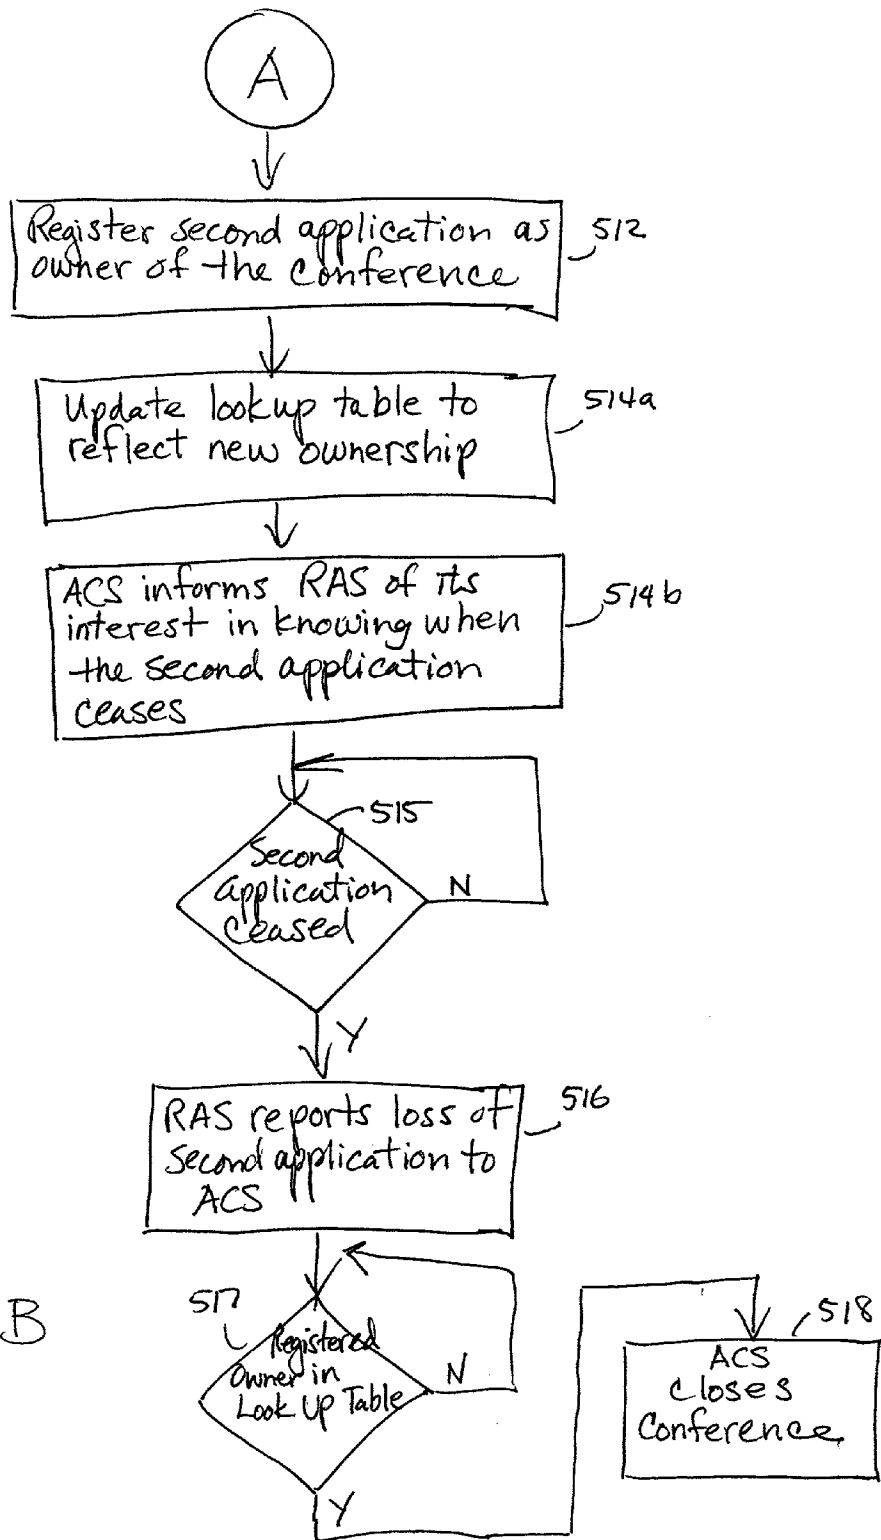 A
Register second application as
owner of the conference
512
Update lookup table to
reflect new ownership
514a
ACS informs RAS of its
interest in knowing when
the second application
ceases
514b
515
Second
application
Ceased
N
Y
RAS reports loss of
second application to
ACS
516
B
517
Registered
Owner in
Look Up Table
N
Y
518
ACS
Closes
Conference